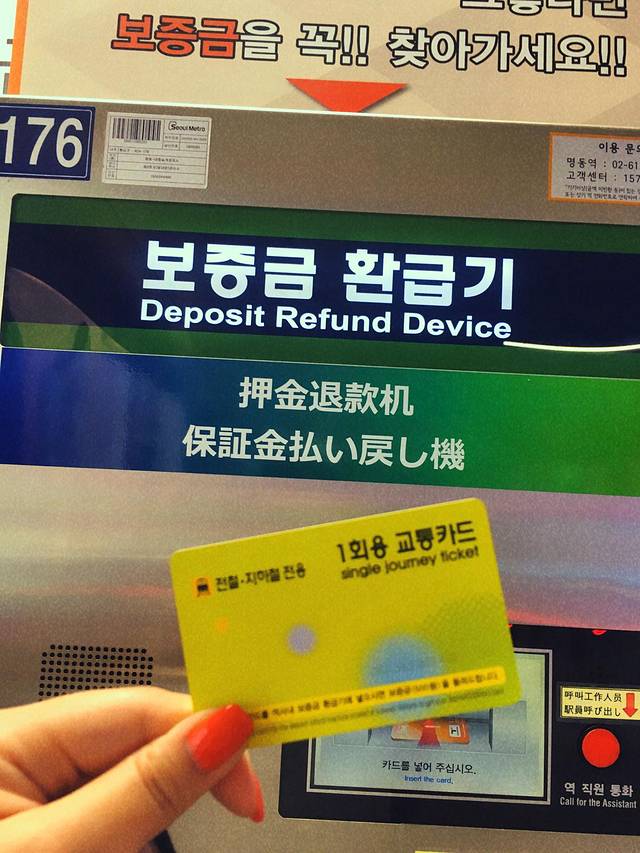 보증금을 꼭!! 찾아가세요!!
176
Seoul Metro
이용 문의
명동역 : 02-61
고객센터 : 157
보증금 환급기
Deposit Refund Device
押金退款机
保証金払い戻し機
1회용 교통카드
single journey ticket
전철·지하철 전용
呼叫工作人员
駅員呼び出し
카드를 넣어 주십시오.
Insert the card.
역 직원 통화
Call for the Assistant